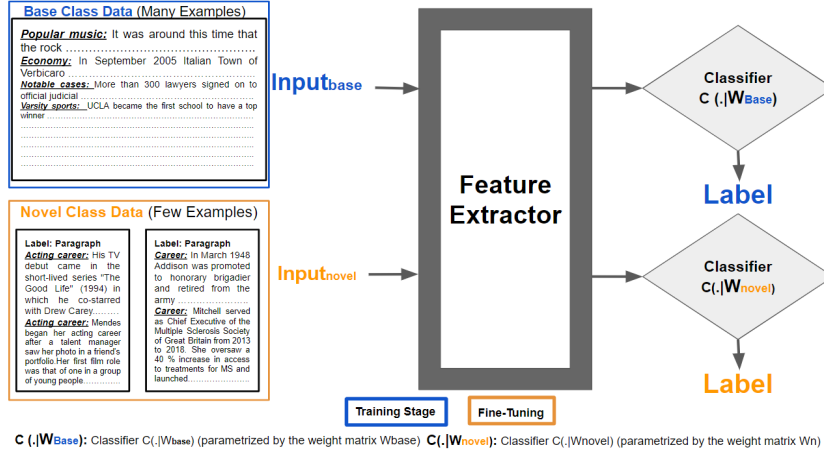 Base Class Data (Many Examples)
Popular music: It was around this time that
the rock ……………………………………………
Economy: In September 2005 Italian Town of
Verbicaro ……………………………………………
Notable cases: More than 300 lawyers signed on to
official judicial ……………………………………………
Varsity sports: UCLA became the first school to have a top
winner ……………………………………………
Input base
Classifier
C (.|W Base)
Label
Feature
Extractor
Novel Class Data (Few Examples)
Label: Paragraph
Acting career: His TV
debut came in the
short-lived series "The
Good Life" (1994) in
which he co-starred
with Drew Carey.........
Acting career: Mendes
began her acting career
after a talent manager
saw her photo in a friend's
portfolio.Her first film role
was that of one in a group
of young people..............
Label: Paragraph
Career: In March 1948
Addison was promoted
to honorary brigadier
and retired from the
army ………………………
Career: Mitchell served
as Chief Executive of the
Multiple Sclerosis Society
of Great Britain from 2013
to 2018. She oversaw a
40 % increase in access
to treatments for MS and
launched.......................
Input novel
Classifier
C(.|W novel)
Label
Training Stage
Fine-Tuning
C (.|W Base): Classifier C(.|W base) (parametrized by the weight matrix Wbase) C(.|W novel): Classifier C(.|Wnovel) (parametrized by the weight matrix Wn)